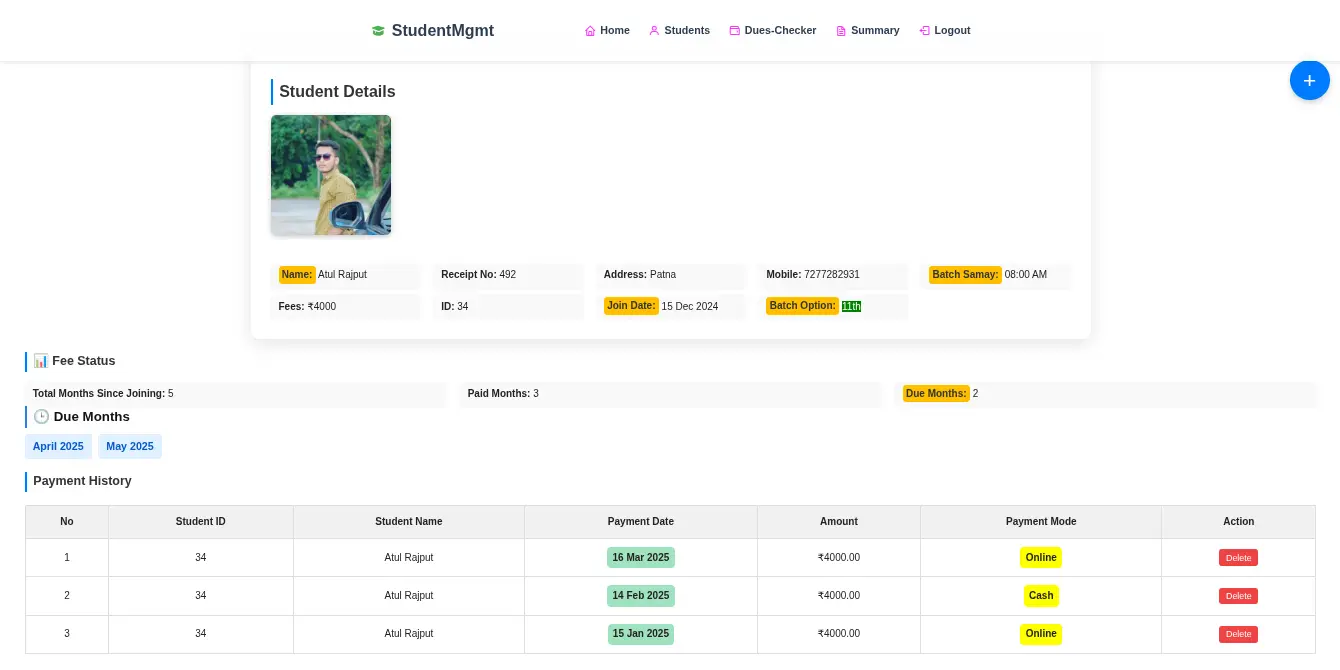 StudentMgmt Home Students Dues-Checker Summary Logout
+
Student Details
Name: Atul Rajput Receipt No: 492 Address: Patna Mobile: 7277282931 Batch Samay: 08:00 AM
Fees: ₹4000 ID: 34 Join Date: 15 Dec 2024 Batch Option: 11th
📊 Fee Status
Total Months Since Joining: 5 Paid Months: 3 Due Months: 2
🕒 Due Months
April 2025 May 2025
Payment History
No Student ID Student Name Payment Date Amount Payment Mode Action
1 34 Atul Rajput 16 Mar 2025 ₹4000.00 Online Delete
2 34 Atul Rajput 14 Feb 2025 ₹4000.00 Cash Delete
3 34 Atul Rajput 15 Jan 2025 ₹4000.00 Online Delete